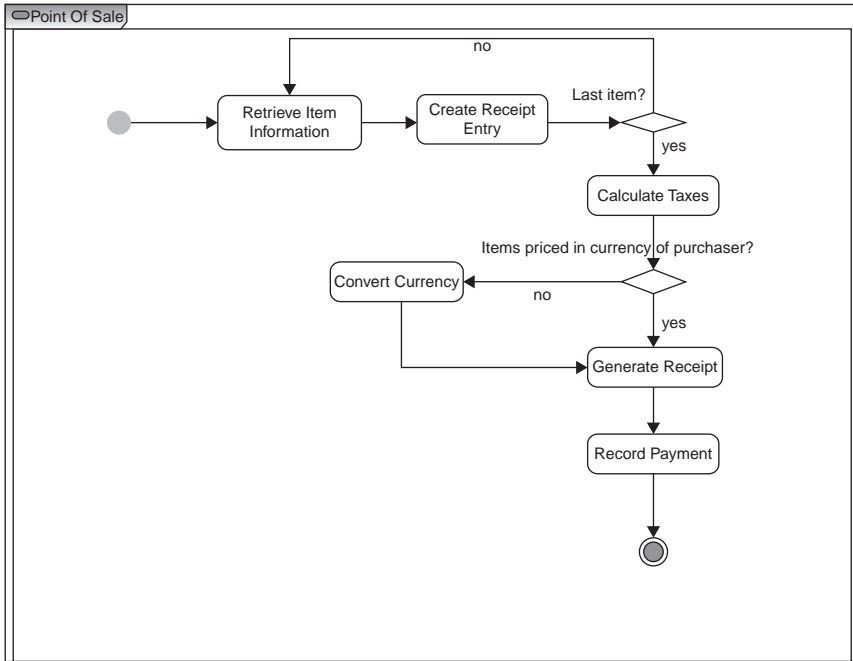 Point Of Sale
no
Retrieve Item
Information
Create Receipt
Entry
Last item?
yes
Calculate Taxes
Items priced in currency of purchaser?
Convert Currency
no
yes
Generate Receipt
Record Payment